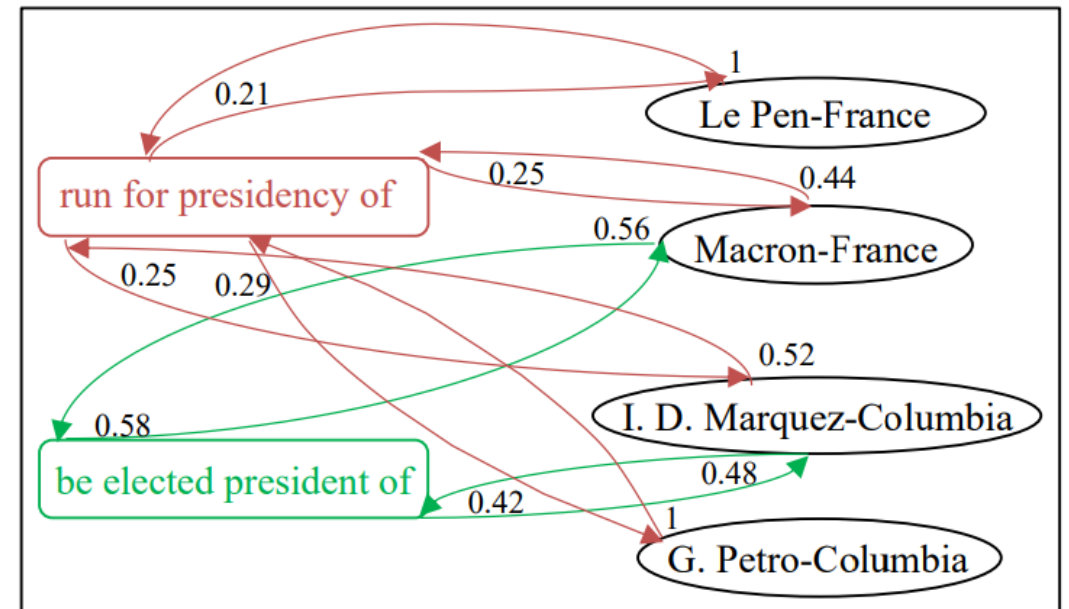 1
0.21
Le Pen-France
run for presidency of
0.25
0.44
0.56
Macron-France
0.25
0.29
0.52
I. D. Marquez-Columbia
0.58
be elected president of
0.48
0.42
1
G. Petro-Columbia